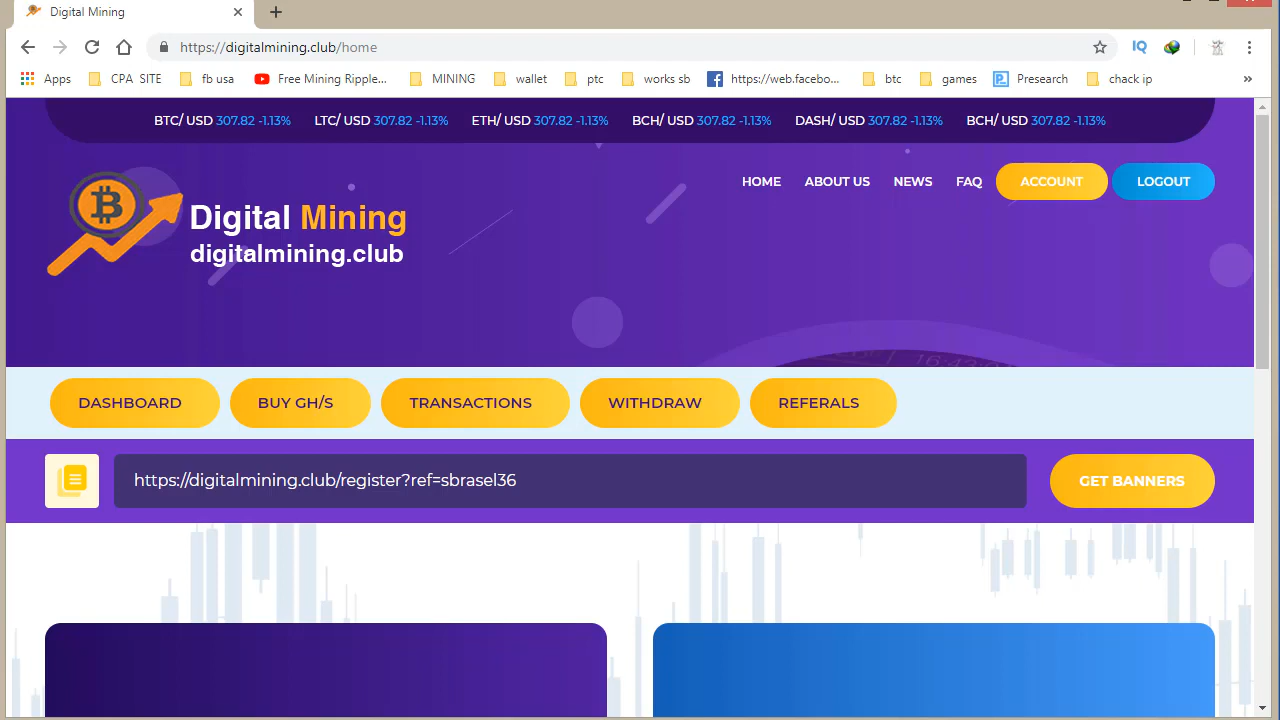 Digital Mining
https://digitalmining.club/home
IQ
Apps CPA SITE fb usa Free Mining Ripple... MINING wallet ptc works sb https://web.facebo... btc games Presearch chack ip »
BTC/ USD 307.82 -1.13% LTC/ USD 307.82 -1.13% ETH/ USD 307.82 -1.13% BCH/ USD 307.82 -1.13% DASH/ USD 307.82 -1.13% BCH/ USD 307.82 -1.13%
HOME ABOUT US NEWS FAQ ACCOUNT LOGOUT
Digital Mining
digitalmining.club
DASHBOARD BUY GH/S TRANSACTIONS WITHDRAW REFERALS
https://digitalmining.club/register?ref=sbrasel36 GET BANNERS